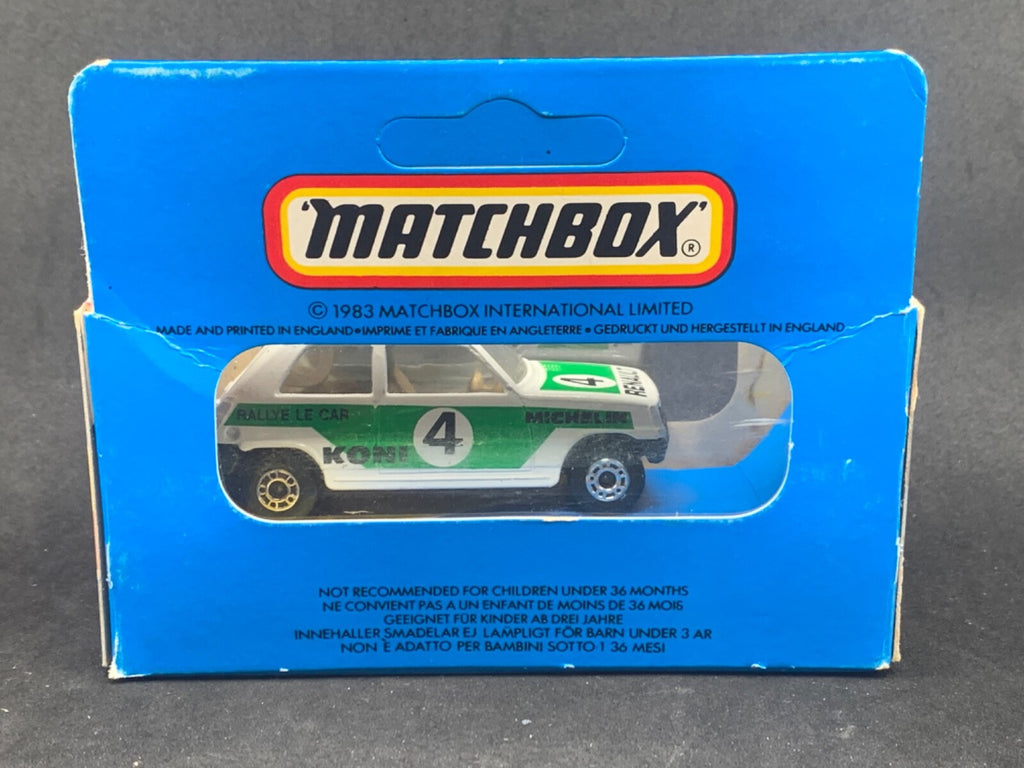 'MATCHBOX'®
© 1983 MATCHBOX INTERNATIONAL LIMITED
MADE AND PRINTED IN ENGLAND•IMPRIME ET FABRIQUE EN ANGLETERRE • GEDRUCKT UND HERGESTELLT IN ENGLAND
4
RENAULT
RALLYE LE CAR
MICHELIN
4
KONI
NOT RECOMMENDED FOR CHILDREN UNDER 36 MONTHS
NE CONVIENT PAS A UN ENFANT DE MOINS DE 36 MOIS
GEEIGNET FÜR KINDER AB DREI JAHRE
INNEHALLER SMADELAR EJ LAMPLIGT FÖR BARN UNDER 3 AR
NON È ADATTO PER BAMBINI SOTTO I 36 MESI